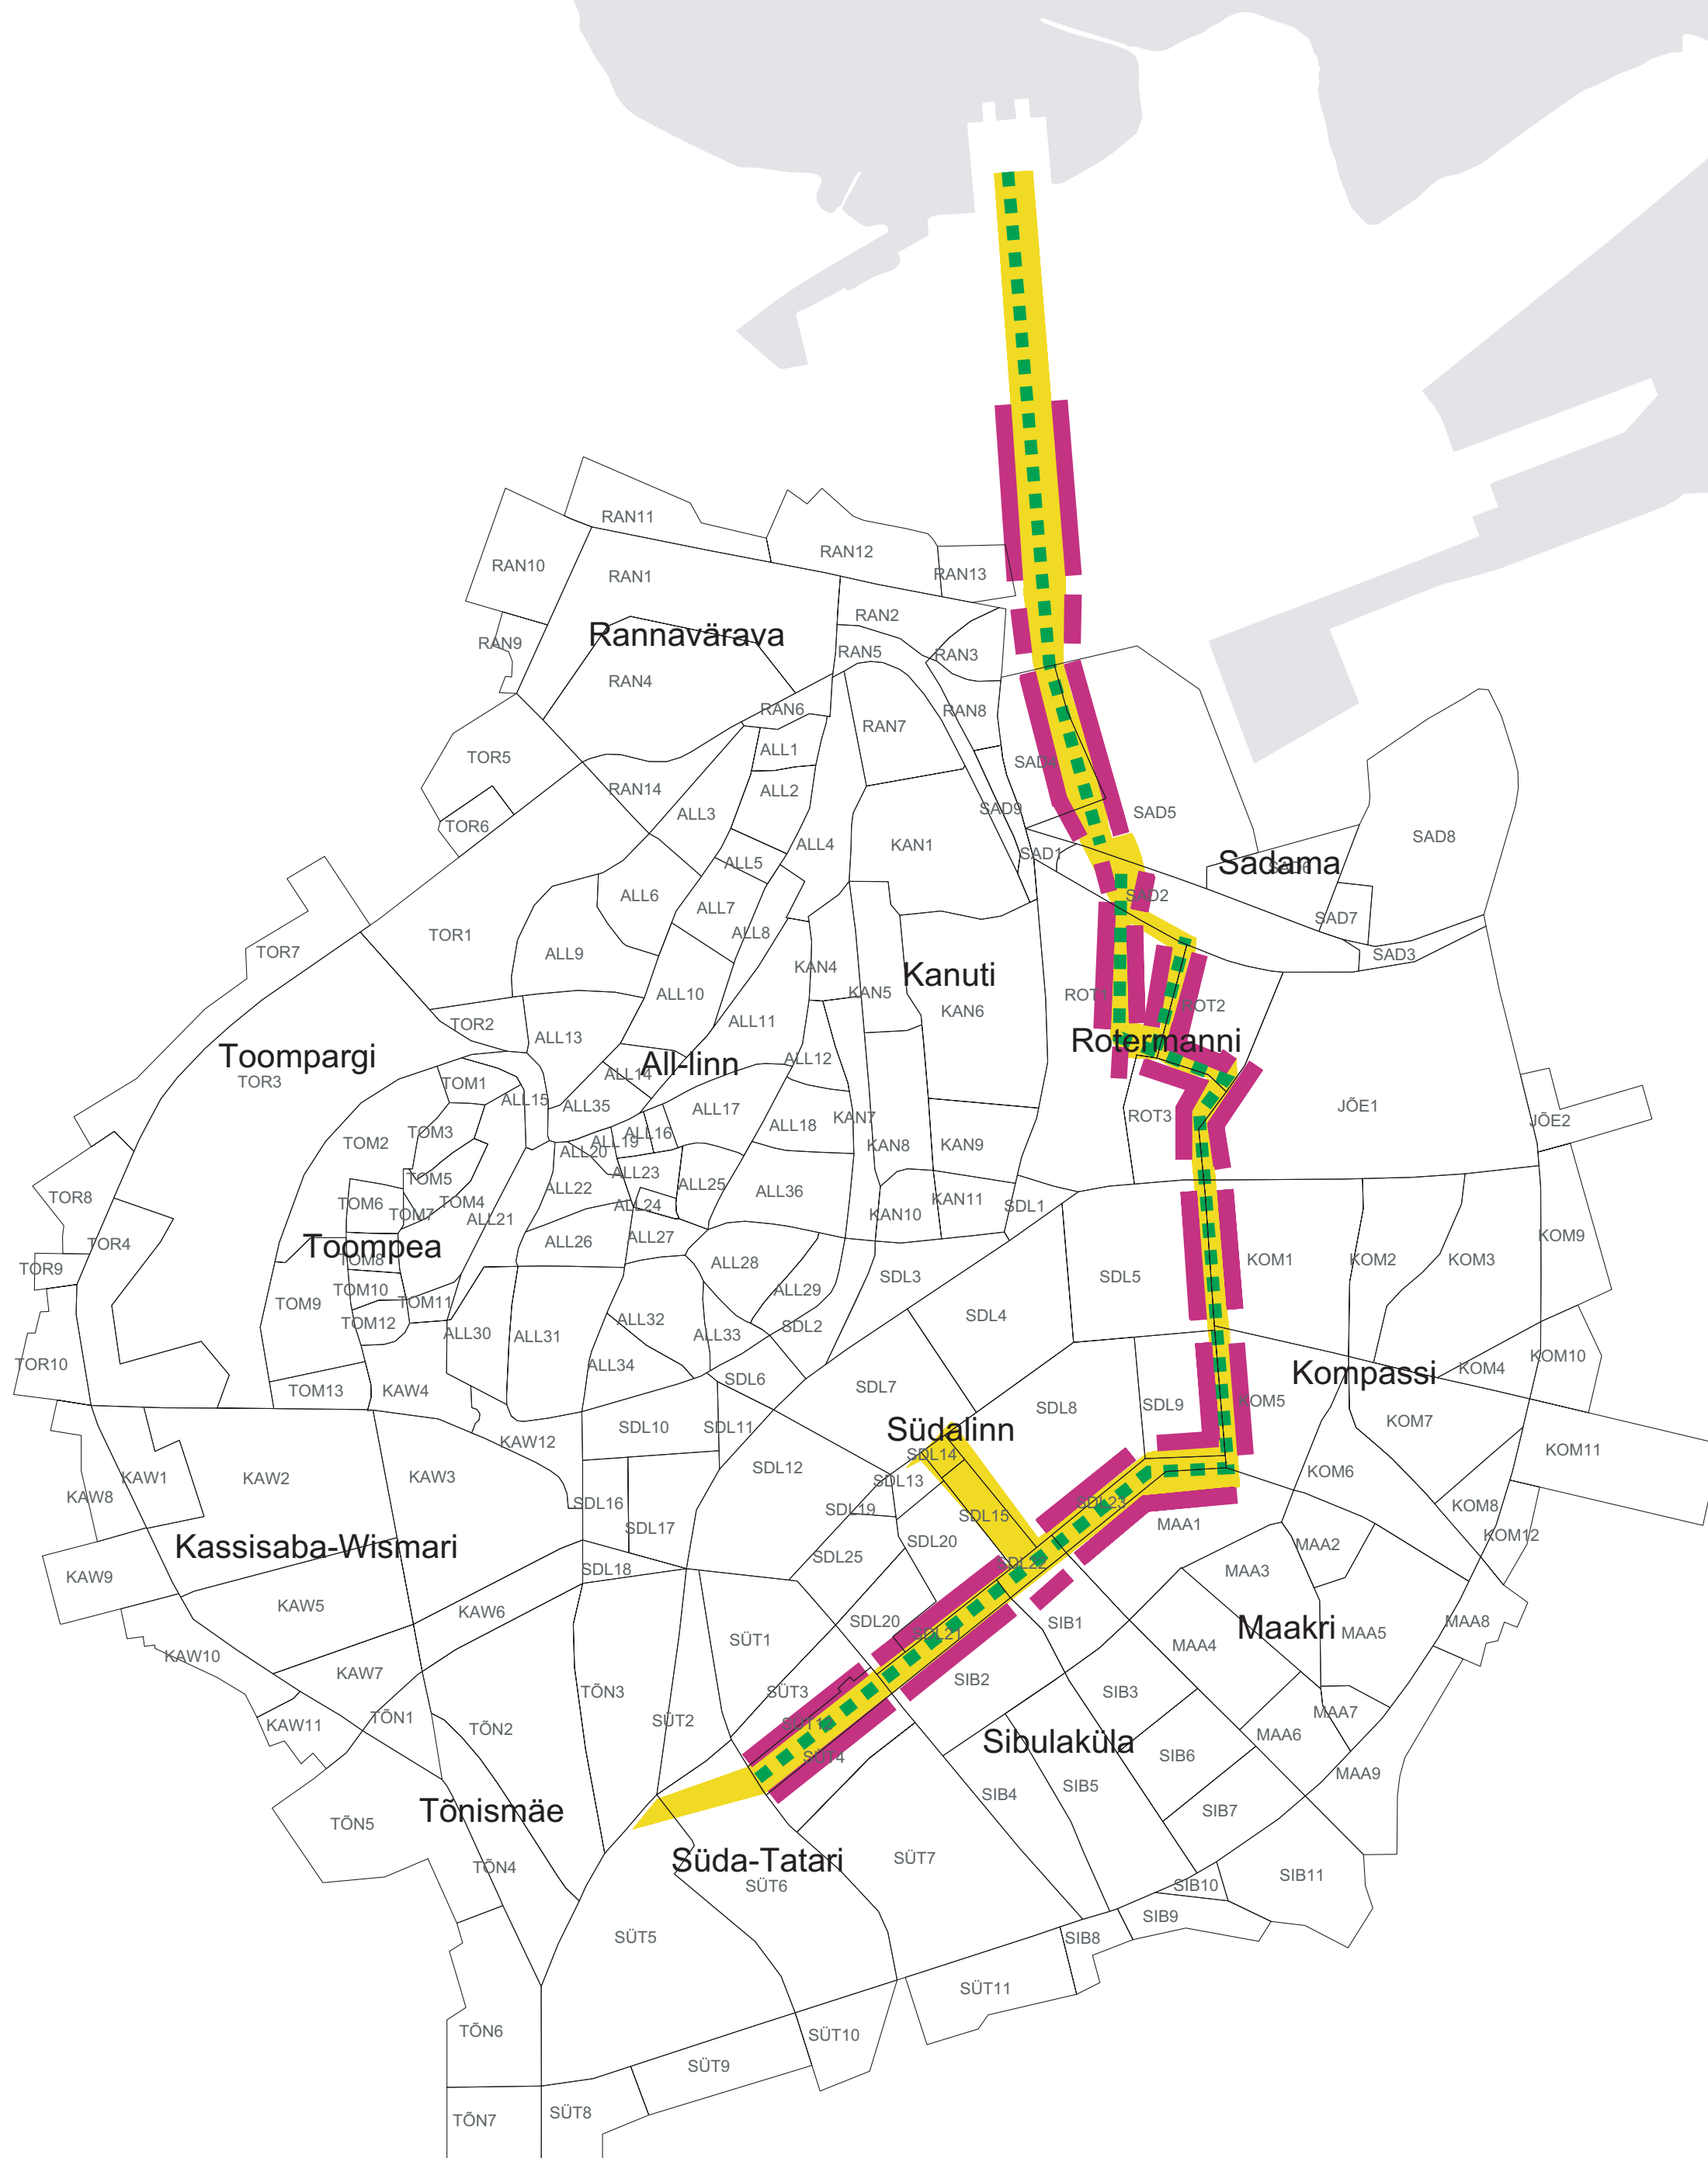 RAN11
RAN12
RAN10
RAN1
RAN13
RAN2
Rannavärava
RAN9
RAN5
RAN3
RAN4
RAN6
RAN8
RAN7
ALL1
TOR5
SAD4
RAN14
ALL2
SAD9
ALL3
SAD5
TOR6
SAD8
ALL4
KAN1
SAD1
ALL5
Sadama
SAD6
ALL6
SAD2
ALL7
SAD7
TOR1
ALL8
TOR7
ALL9
SAD3
KAN4
Kanuti
KAN5
ALL10
ROT1
ROT2
KAN6
TOR2
ALL11
ALL13
Rotermanni
Toompargi
ALL12
All-linn
ALL14
TOR3
TOM1
ALL15
ALL35
ALL17
JÕE1
ROT3
KAN7
JÕE2
ALL18
TOM3
ALL16
ALL19
TOM2
KAN8
KAN9
ALL20
ALL23
TOM5
ALL25
ALL22
ALL36
TOR8
KAN11
TOM6
TOM4
ALL24
SDL1
TOM7
KAN10
ALL21
ALL27
KOM9
TOR4
ALL26
Toompea
TOM8
KOM1
KOM2
KOM3
ALL28
TOR9
SDL3
SDL5
TOM10
ALL29
TOM9
TOM11
SDL4
ALL32
TOM12
SDL2
ALL30
ALL31
ALL33
KOM10
TOR10
ALL34
KOM4
Kompassi
SDL6
SDL7
TOM13
KAW4
KOM5
SDL9
SDL8
KOM7
SDL10
SDL11
Südalinn
KAW12
KOM11
SDL14
SDL12
KOM6
KAW1
KAW2
KAW3
SDL13
KAW8
SDL16
SDL23
KOM8
SDL19
SDL15
MAA1
SDL17
KOM12
Kassisaba-Wismari
SDL20
MAA2
SDL25
SDL22
SDL18
MAA3
KAW9
KAW5
KAW6
SDL20
SIB1
MAA8
Maakri
SDL21
MAA5
SÜT1
MAA4
KAW10
KAW7
SIB2
TÕN3
SÜT3
SIB3
MAA7
TÕN1
SÜT2
KAW11
TÕN2
MAA6
Sibulaküla
SÜT4
SIB6
MAA9
SIB5
SIB4
Tõnismäe
SIB7
TÕN5
Süda-Tatari
SÜT7
TÕN4
SÜT6
SIB11
SIB10
SIB9
SÜT5
SIB8
SÜT11
TÕN6
SÜT10
SÜT9
SÜT8
TÕN7